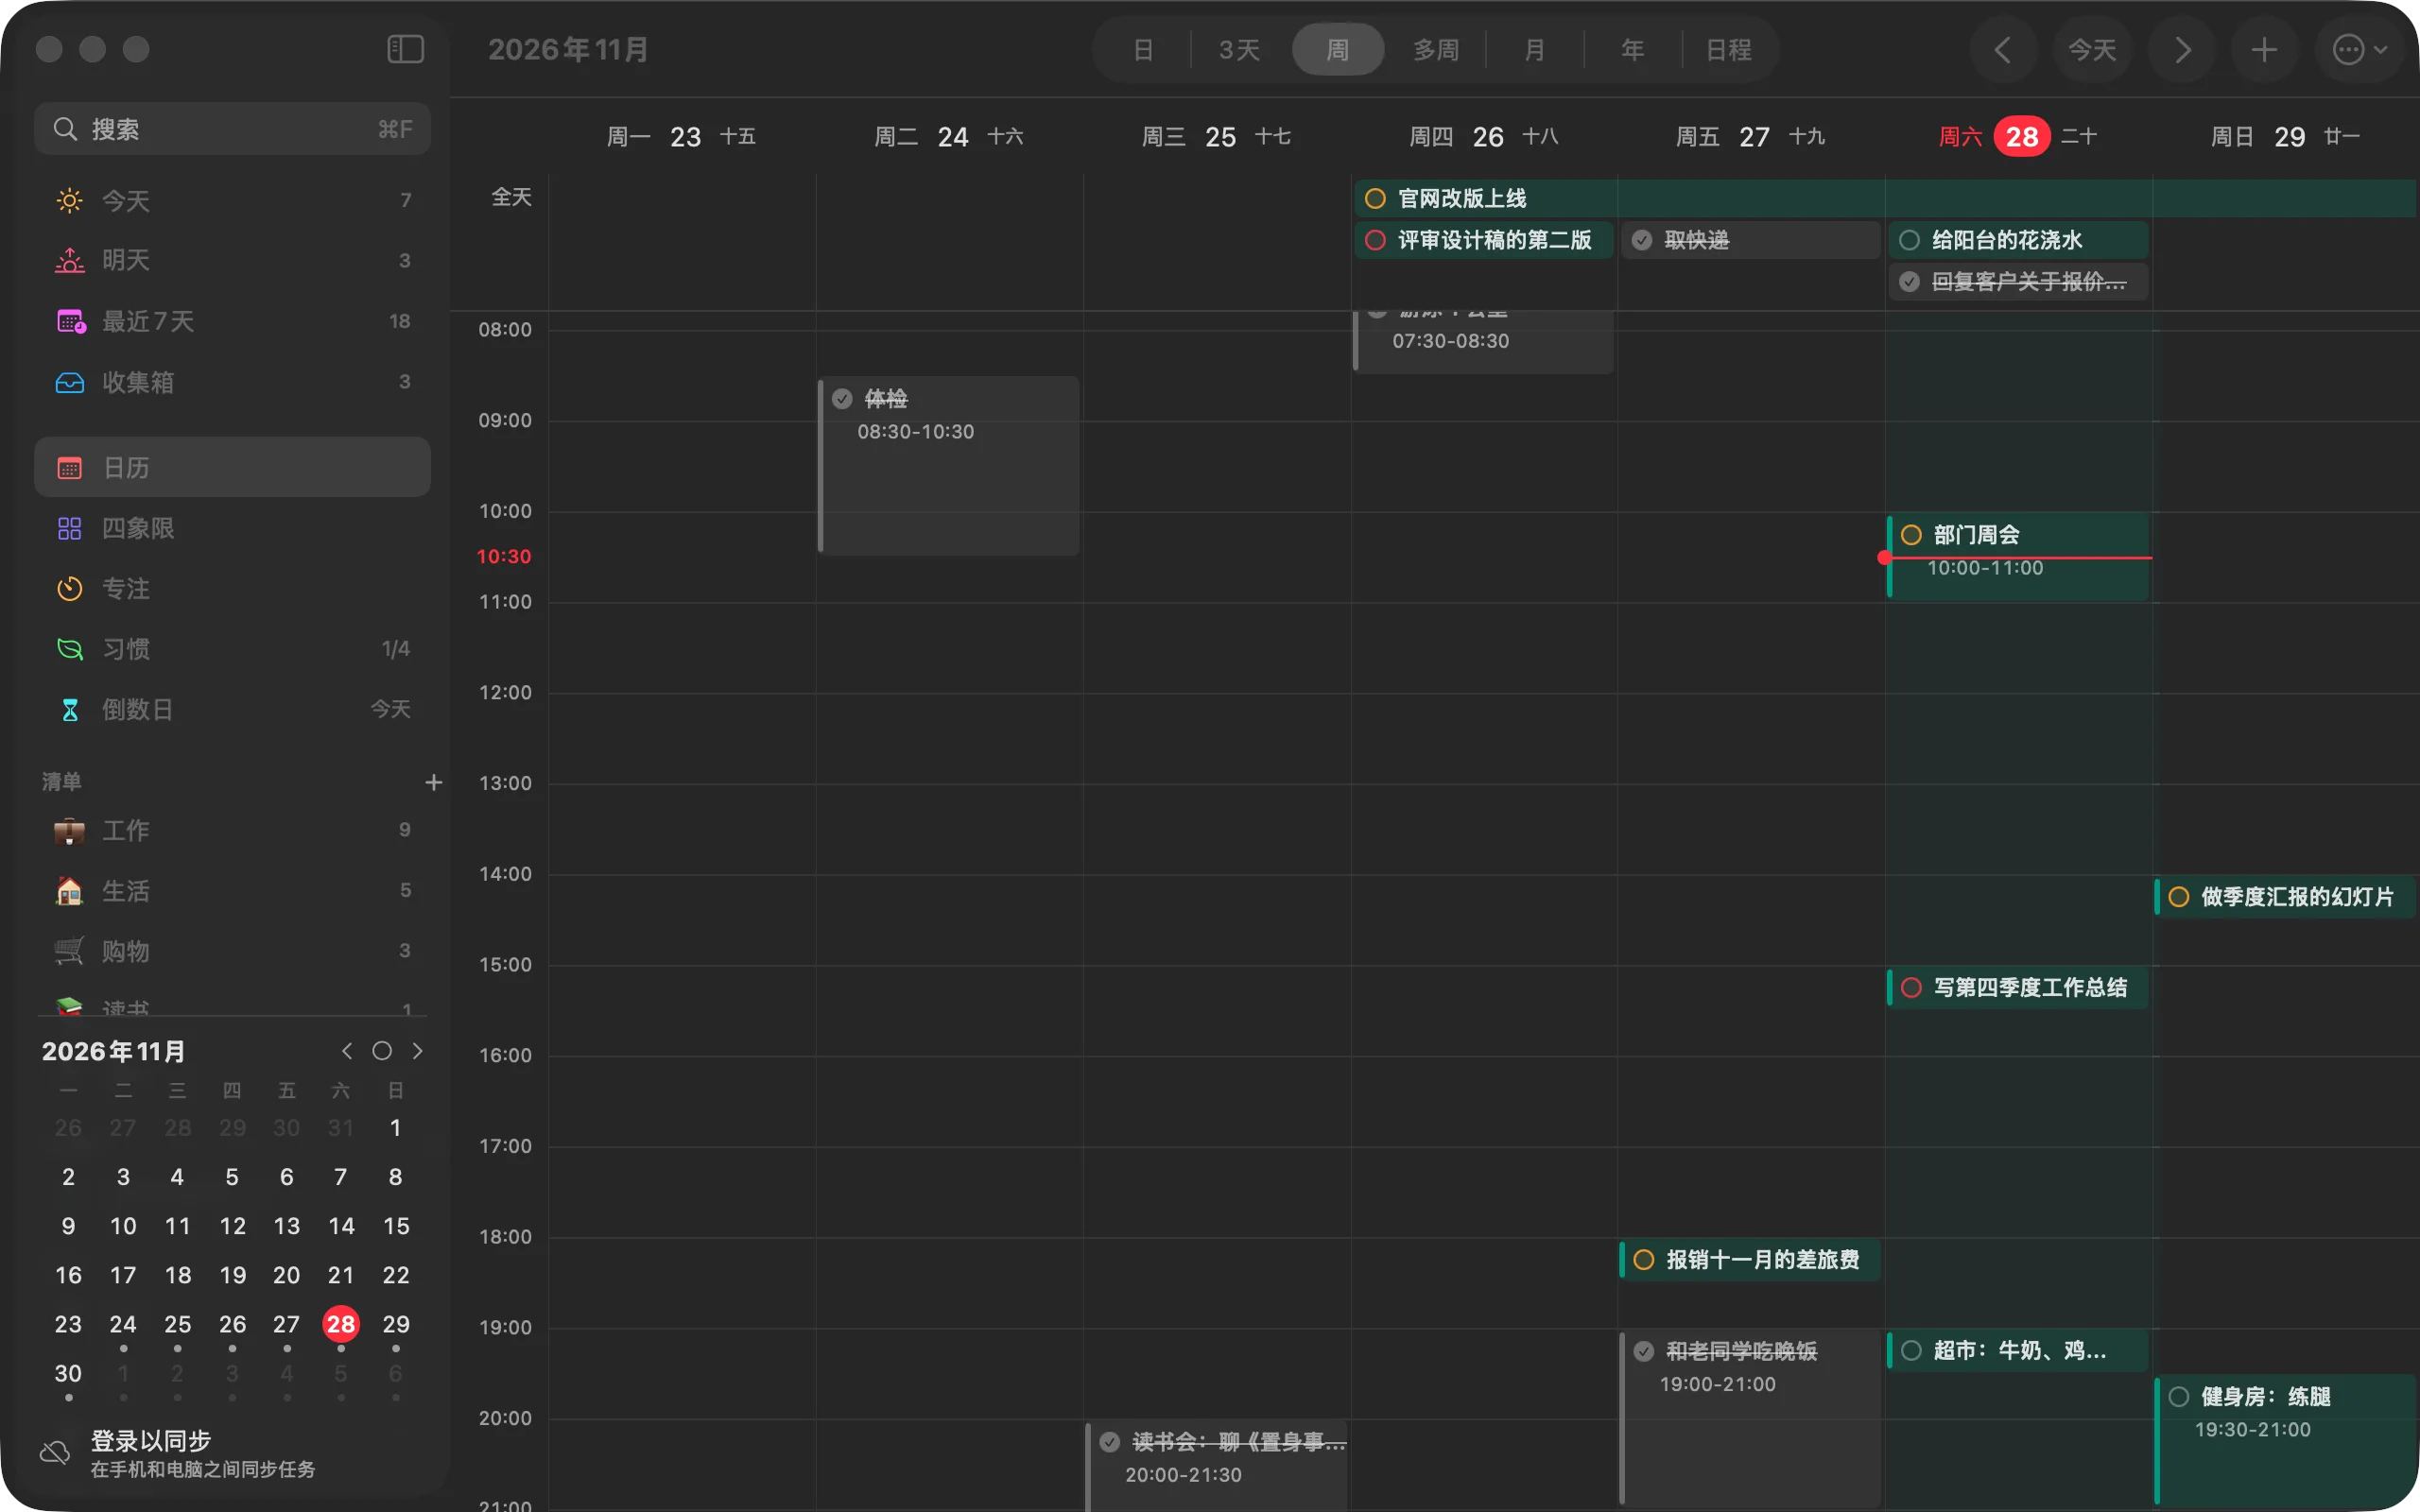 搜索 ⌘F
今天 7
明天 3
最近7天 18
收集箱 3
日历
四象限
专注
习惯 1/4
倒数日 今天
清单
工作 9
生活 5
购物 3
读书 1
2026年11月
一 二 三 四 五 六 日
26 27 28 29 30 31 1
2 3 4 5 6 7 8
9 10 11 12 13 14 15
16 17 18 19 20 21 22
23 24 25 26 27 28 29
30 1 2 3 4 5 6
登录以同步
在手机和电脑之间同步任务
2026年11月
日 3天 周 多周 月 年 日程
今天
周一 23 十五
周二 24 十六
周三 25 十七
周四 26 十八
周五 27 十九
周六 28 二十
周日 29 廿一
全天
官网改版上线
评审设计稿的第二版
取快递
给阳台的花浇水
回复客户关于报价...
08:00
07:30-08:30
体检
08:30-10:30
09:00
10:00
部门周会
10:30
10:00-11:00
11:00
12:00
13:00
14:00
做季度汇报的幻灯片
15:00
写第四季度工作总结
16:00
17:00
18:00
报销十一月的差旅费
19:00
和老同学吃晚饭
19:00-21:00
超市：牛奶、鸡...
健身房：练腿
19:30-21:00
20:00
读书会：聊《置身事...
20:00-21:30
21:00